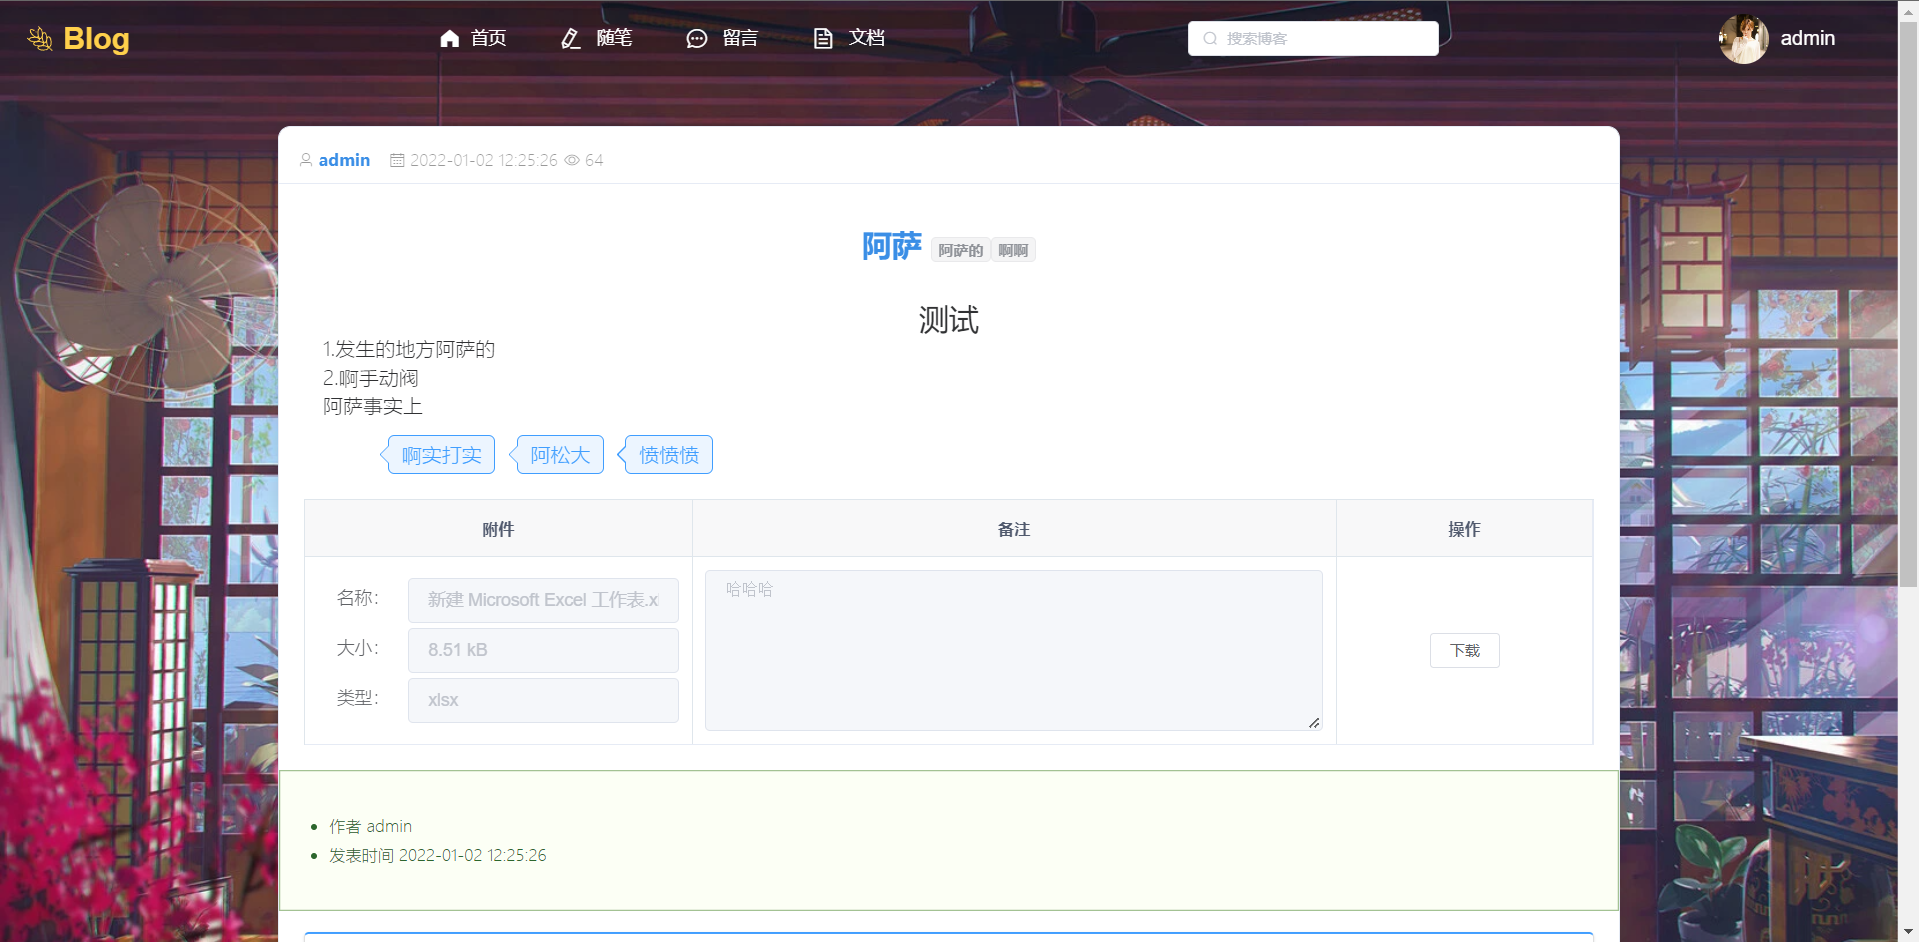 Blog
首页
随笔
留言
文档
搜索博客
admin
admin 2022-01-02 12:25:26 64
阿萨 阿萨的 啊啊
测试
1.发生的地方阿萨的
2.啊手动阀
阿萨事实上
啊实打实 阿松大 愤愤愤
附件 备注 操作
名称： 新建 Microsoft Excel 工作表.x
哈哈哈
大小： 8.51 kB
下载
类型： xlsx
作者 admin
发表时间 2022-01-02 12:25:26